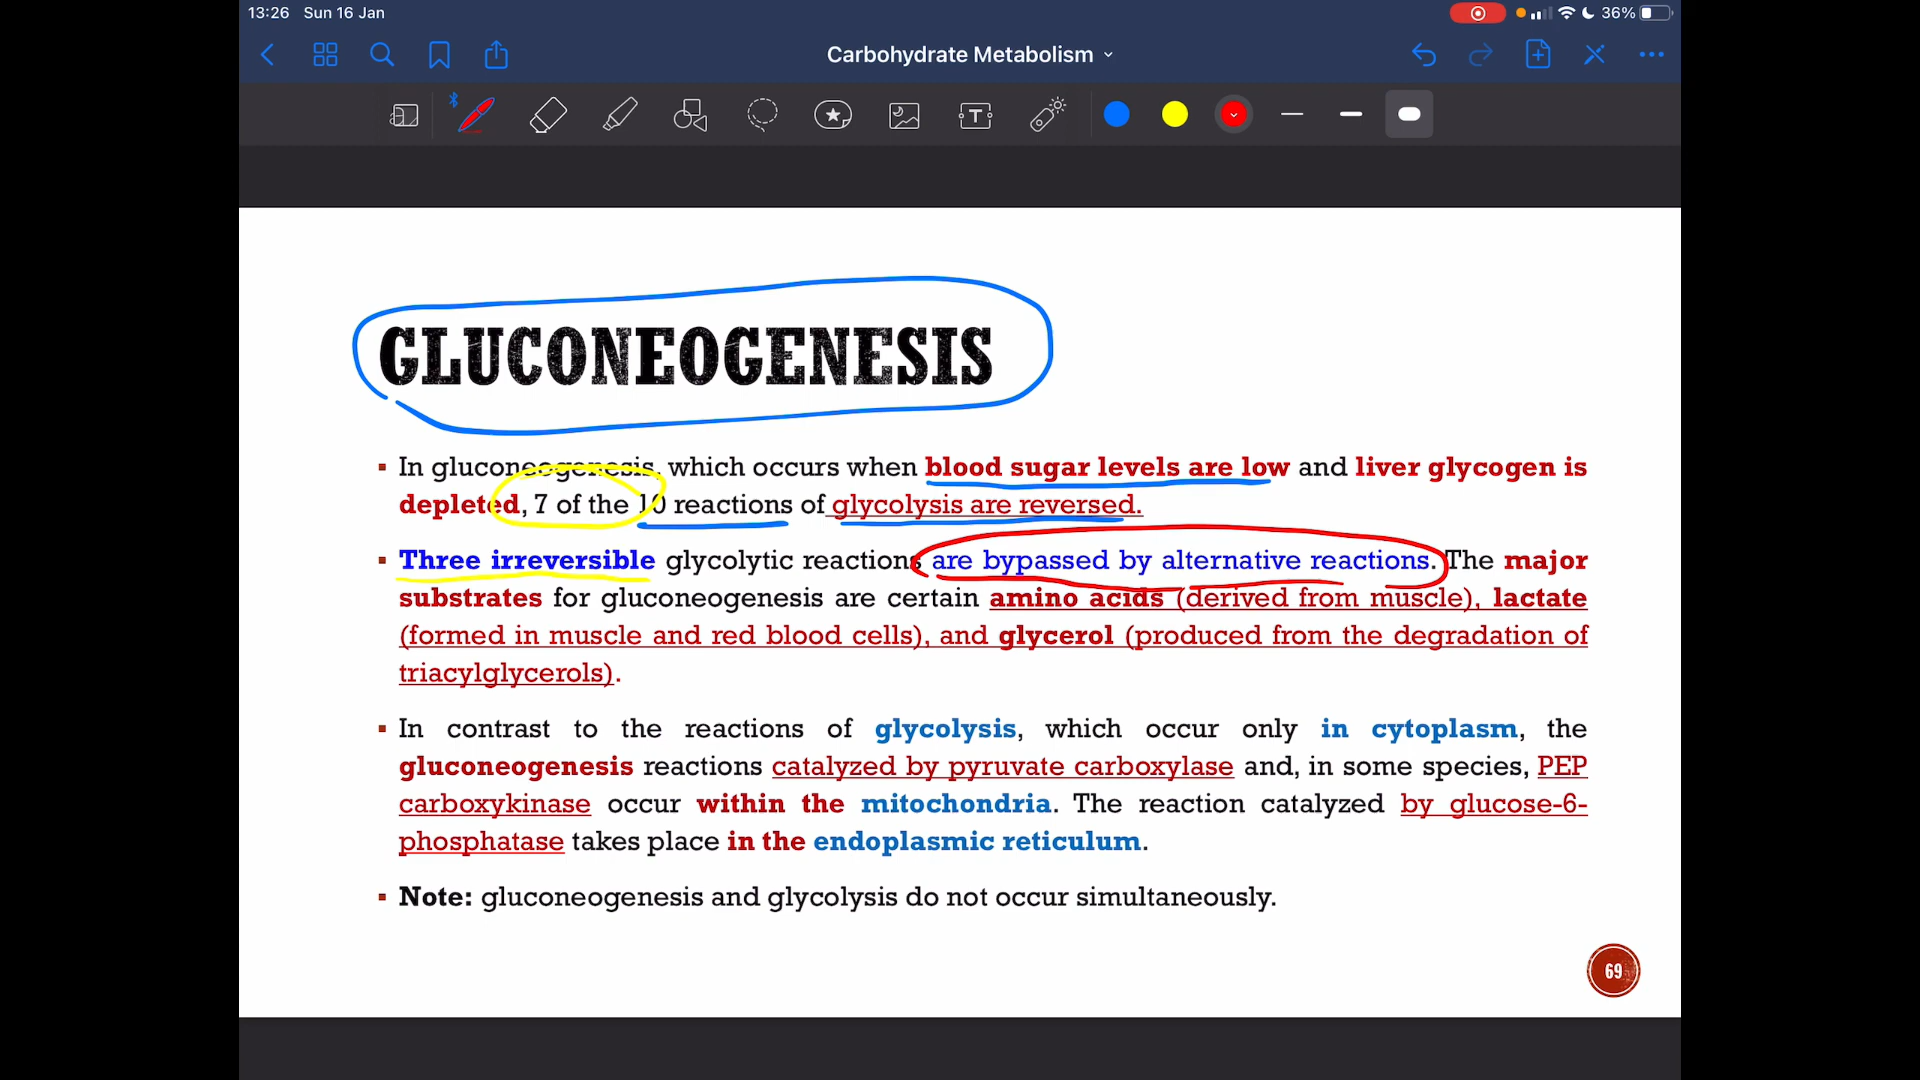 13:26 Sun 16 Jan
36%
Carbohydrate Metabolism
T
GLUCONEOGENESIS
▪ In gluconeogenesis, which occurs when blood sugar levels are low and liver glycogen is
depleted, 7 of the 10 reactions of glycolysis are reversed.
▪ Three irreversible glycolytic reactions are bypassed by alternative reactions. The major
substrates for gluconeogenesis are certain amino acids (derived from muscle), lactate
(formed in muscle and red blood cells), and glycerol (produced from the degradation of
triacylglycerols).
▪ In contrast to the reactions of glycolysis, which occur only in cytoplasm, the
gluconeogenesis reactions catalyzed by pyruvate carboxylase and, in some species, PEP
carboxykinase occur within the mitochondria. The reaction catalyzed by glucose-6-
phosphatase takes place in the endoplasmic reticulum.
▪ Note: gluconeogenesis and glycolysis do not occur simultaneously.
69